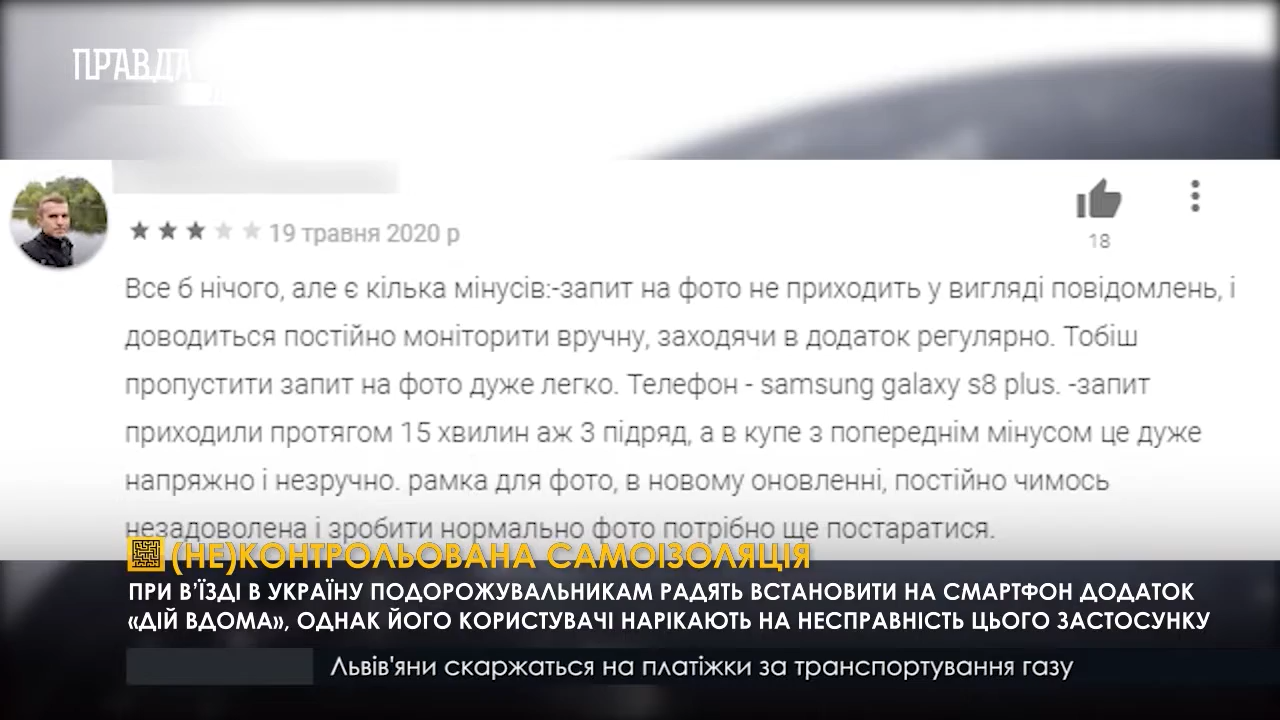 ПРАВДА
19 травня 2020 р
18
Все б нічого, але є кілька мінусів:-запит на фото не приходить у вигляді повідомлень, і
доводиться постійно моніторити вручну, заходячи в додаток регулярно. Тобіш
пропустити запит на фото дуже легко. Телефон - samsung galaxy s8 plus. -запит
приходили протягом 15 хвилин аж 3 підряд, а в купе з попереднім мінусом це дуже
напряжно і незручно. рамка для фото, в новому оновленні, постійно чимось
незадоволена і зробити нормально фото потрібно ще постаратися.
(НЕ)КОНТРОЛЬОВАНА САМОІЗОЛЯЦІЯ
ПРИ В'ЇЗДІ В УКРАЇНУ ПОДОРОЖУВАЛЬНИКАМ РАДЯТЬ ВСТАНОВИТИ НА СМАРТФОН ДОДАТОК
«ДІЙ ВДОМА», ОДНАК ЙОГО КОРИСТУВАЧІ НАРІКАЮТЬ НА НЕСПРАВНІСТЬ ЦЬОГО ЗАСТОСУНКУ
Львів'яни скаржаться на платіжки за транспортування газу